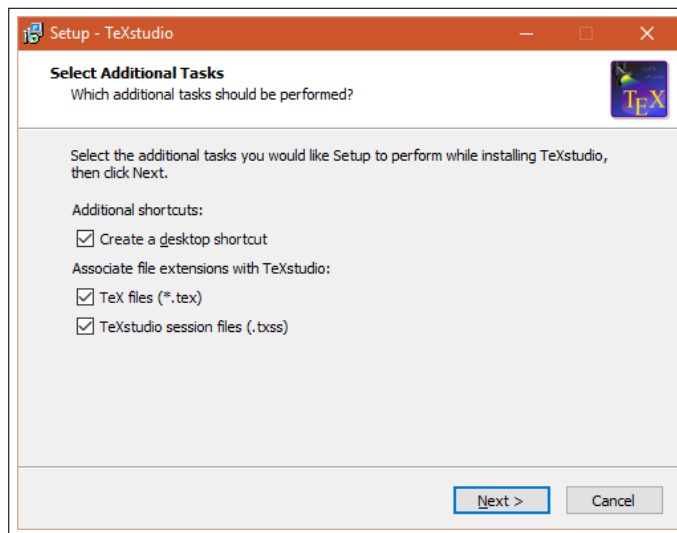 Setup - TeXstudio
Select Additional Tasks
Which additional tasks should be performed?
TEX
Select the additional tasks you would like Setup to perform while installing TeXstudio,
then click Next.
Additional shortcuts:
Create a desktop shortcut
Associate file extensions with TeXstudio:
TeX files (*.tex)
TeXstudio session files (.txss)
Next >
Cancel